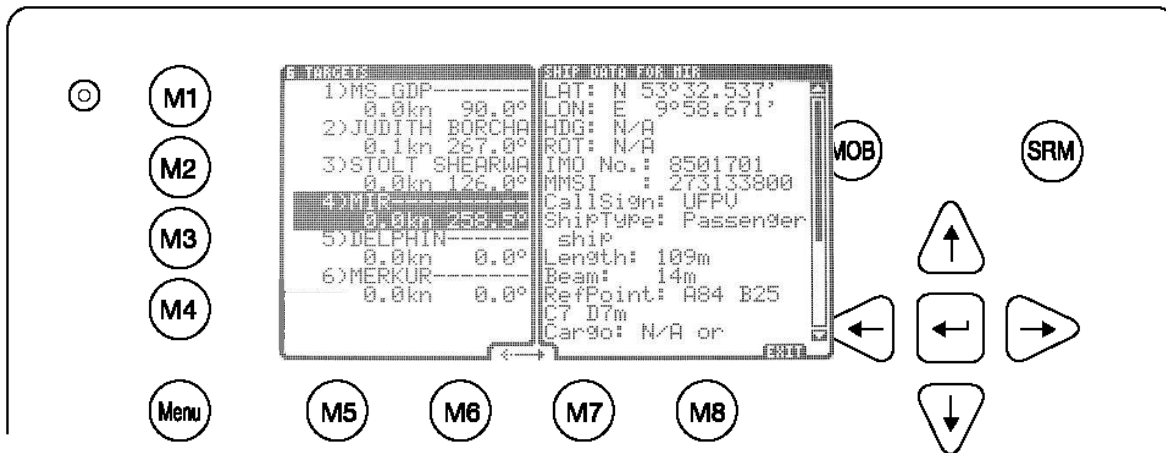 M1
M2
M3
M4
Menu
6 TARGETS
1)MS_GDP--------
0.0kn 90.0°
2)JUDITH BORCHA
0.1kn 267.0°
3)STOLT SHEARWA
0.0kn 126.0°
4)MIR-----------
0.0kn 258.5°
5)DELPHIN-------
0.0kn 0.0°
6)MERKUR--------
0.0kn 0.0°
SHIP DATA FOR MIR
LAT: N 53°32.537'
LON: E 9°58.671'
HDG: N/A
ROT: N/A
IMO No.: 8501701
MMSI : 273133800
CallSign: UFPV
ShipType: Passenger
ship
Length: 109m
Beam: 14m
RefPoint: A84 B25
C7 D7m
Cargo: N/A or
EXIT
MOB
SRM
M5
M6
M7
M8